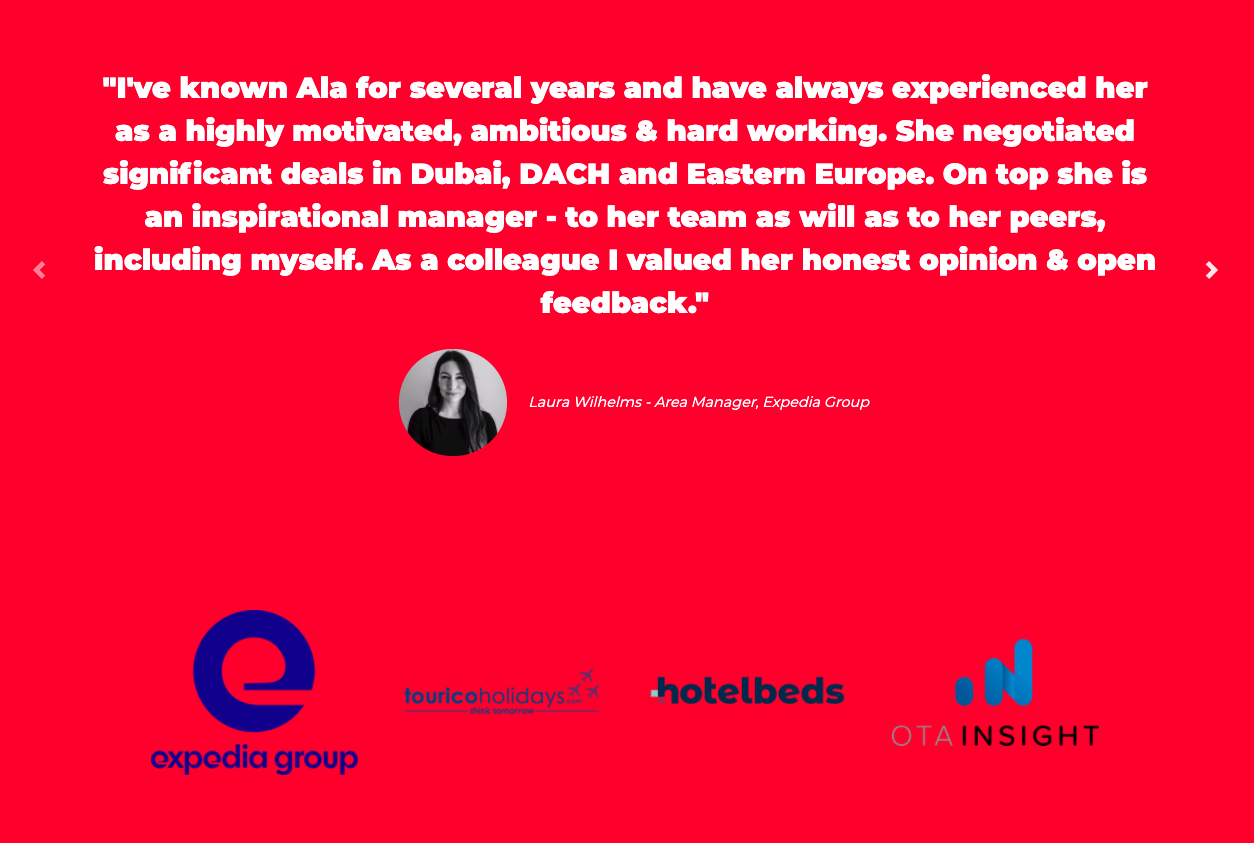 "I've known Ala for several years and have always experienced her
as a highly motivated, ambitious & hard working. She negotiated
significant deals in Dubai, DACH and Eastern Europe. On top she is
an inspirational manager - to her team as will as to her peers,
including myself. As a colleague I valued her honest opinion & open
feedback."
Laura Wilhelms - Area Manager, Expedia Group
expedia group
touricoholidays.com
think tomorrow
hotelbeds
OTA INSIGHT